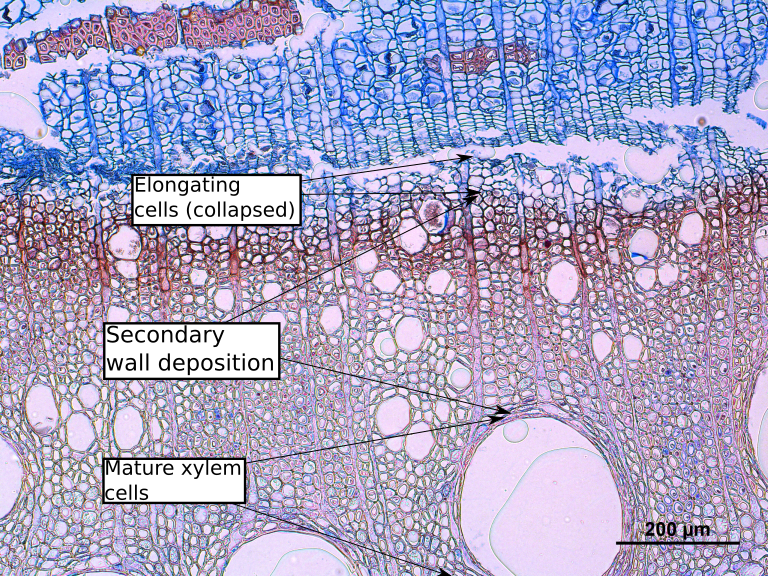 Elongating
cells (collapsed)
Secondary
wall deposition
Mature xylem
cells
200 µm